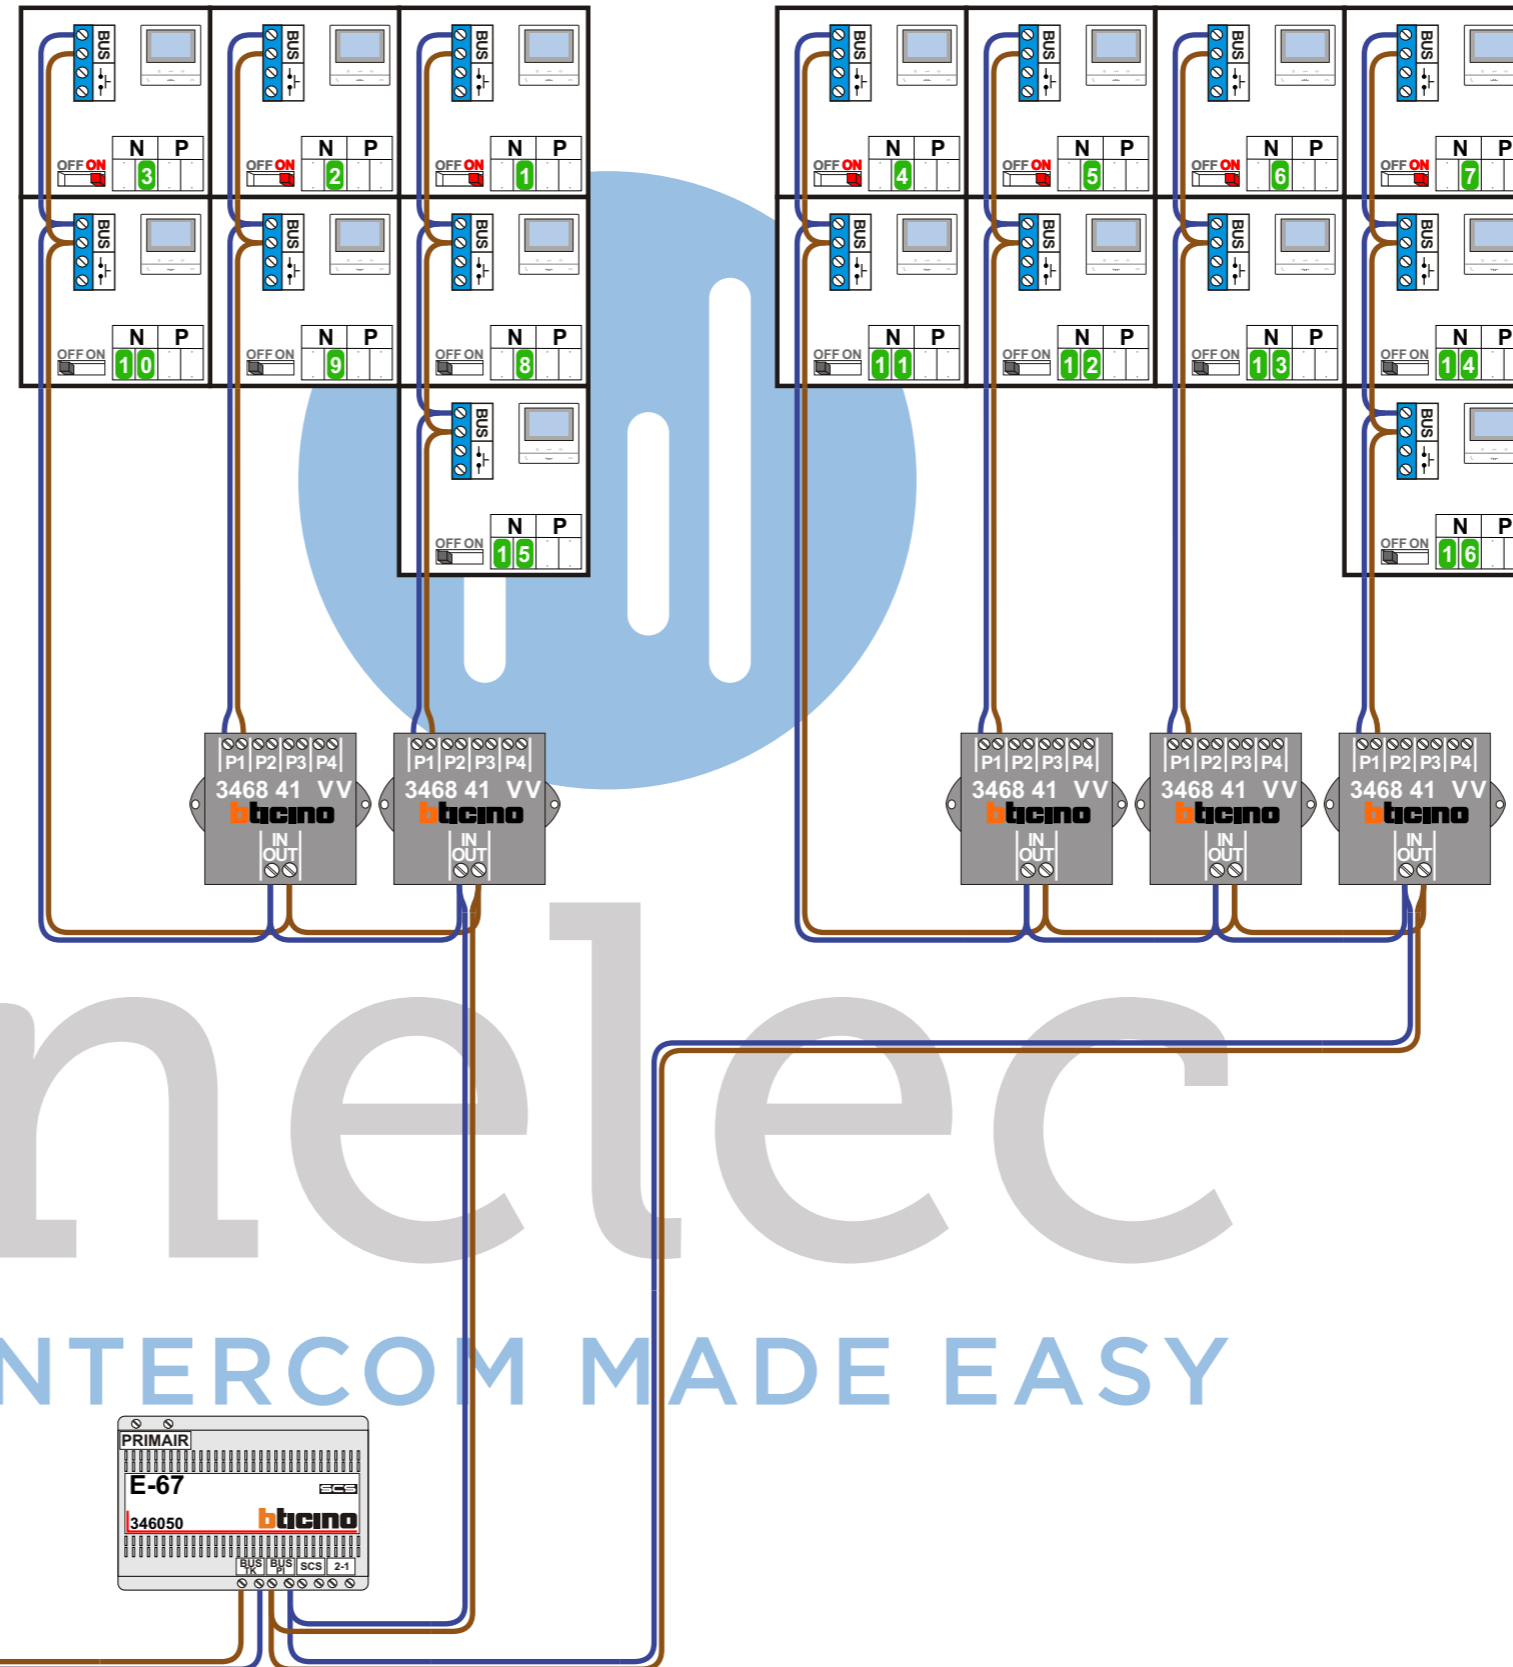 BUS BUS BUS BUS BUS BUS BUS
N P N P N P N P N P N P N P
OFF ON 3 OFF ON 2 OFF ON 1 OFF ON 4 OFF ON 5 OFF ON 6 OFF ON 7
BUS BUS BUS BUS BUS BUS BUS
N P N P N P N P N P N P N P
OFF ON 10 OFF ON 9 OFF ON 8 OFF ON 11 OFF ON 12 OFF ON 13 OFF ON 14
BUS BUS
N P N P
OFF ON 15 OFF ON 16
P1 P2 P3 P4 P1 P2 P3 P4 P1 P2 P3 P4 P1 P2 P3 P4 P1 P2 P3 P4
3468 41 VV 3468 41 VV 3468 41 VV 3468 41 VV 3468 41 VV
bticino bticino bticino bticino bticino
IN IN IN IN IN
OUT OUT OUT OUT OUT
nelec
NTERCOM MADE EASY
PRIMAIR
E-67 SCS
346050 bticino
BUS TK BUS PI SCS 2-1